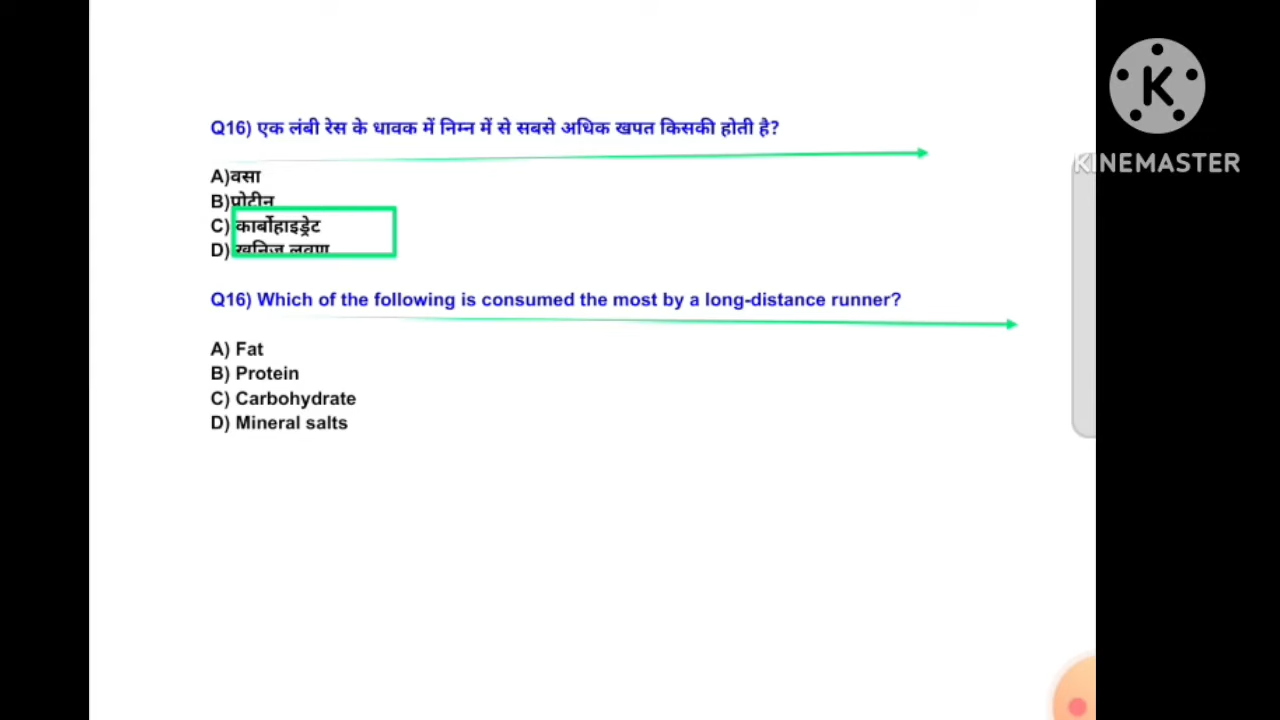 Q16) एक लंबी रेस के धावक में निम्न में से सबसे अधिक खपत किसकी होती है?
A)वसा
B)प्रोटीन
C) कार्बोहाइड्रेट
D) खनिज लवण
Q16) Which of the following is consumed the most by a long-distance runner?
A) Fat
B) Protein
C) Carbohydrate
D) Mineral salts
K
KINEMASTER